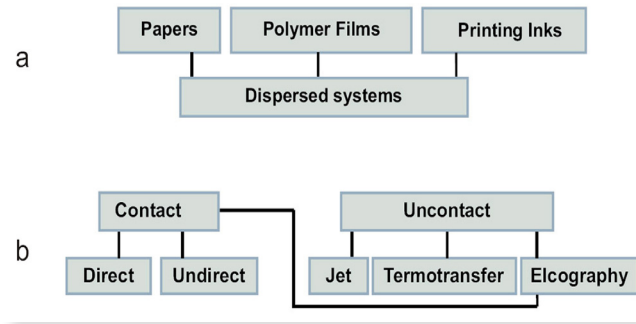 a
Papers
Polymer Films
Printing Inks
Dispersed systems
b
Contact
Uncontact
Direct
Undirect
Jet
Termotransfer
Elcography